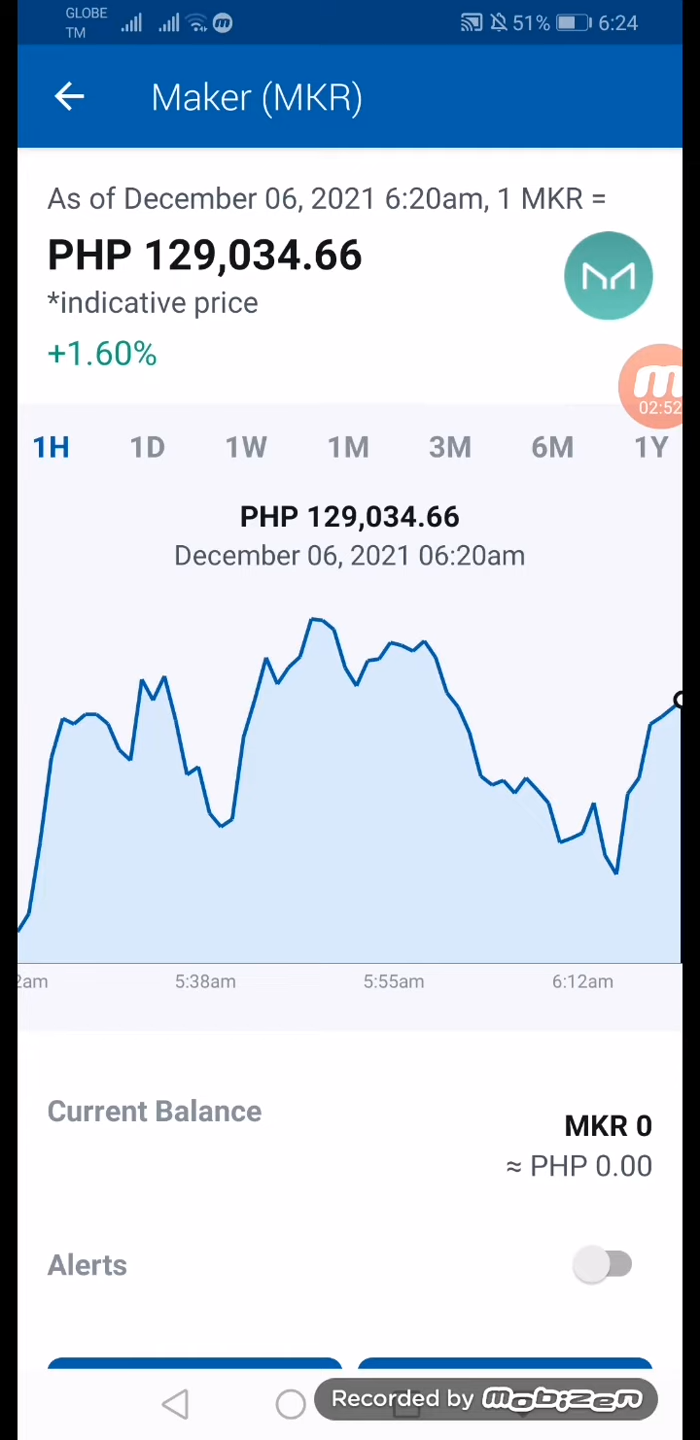 GLOBE
TM
51%
6:24
Maker (MKR)
As of December 06, 2021 6:20am, 1 MKR =
PHP 129,034.66
*indicative price
+1.60%
02:52
1H 1D 1W 1M 3M 6M 1Y
PHP 129,034.66
December 06, 2021 06:20am
2am 5:38am 5:55am 6:12am
Current Balance
MKR 0
≈ PHP 0.00
Alerts
Recorded by mobizen